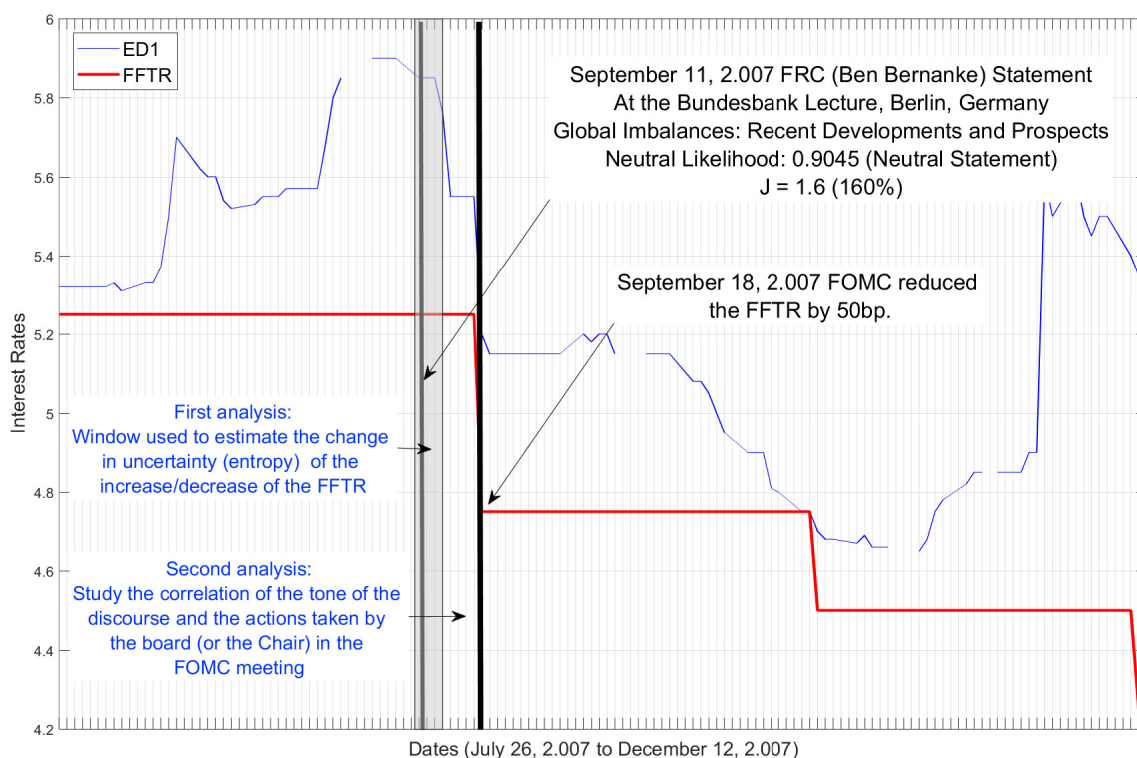 6
5.8
5.6
5.4
5.2
5
4.8
4.6
4.4
4.2
Interest Rates
ED1
FFTR
September 11, 2.007 FRC (Ben Bernanke) Statement
At the Bundesbank Lecture, Berlin, Germany
Global Imbalances: Recent Developments and Prospects
Neutral Likelihood: 0.9045 (Neutral Statement)
J = 1.6 (160%)
September 18, 2.007 FOMC reduced
the FFTR by 50bp.
First analysis:
Window used to estimate the change
in uncertainty (entropy) of the
increase/decrease of the FFTR
Second analysis:
Study the correlation of the tone of the
discourse and the actions taken by
the board (or the Chair) in the
FOMC meeting
Dates (July 26, 2.007 to December 12, 2.007)